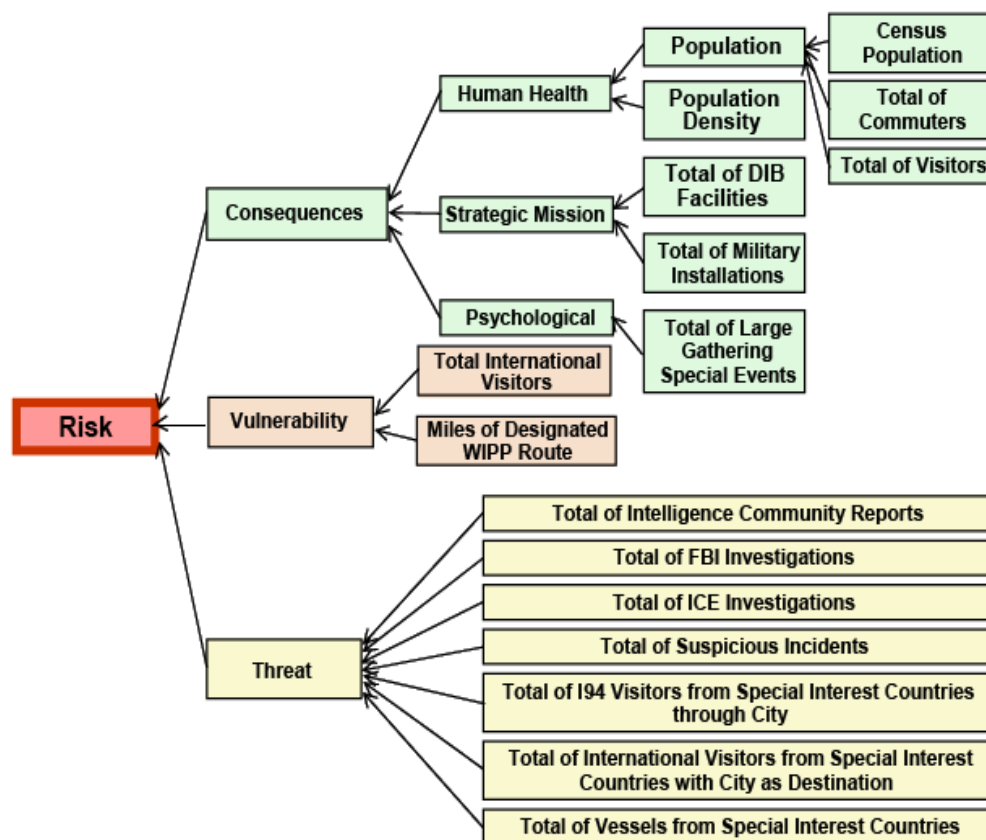 Census
Population
Population
Total of
Commuters
Human Health
Population
Density
Total of Visitors
Total of DIB
Facilities
Consequences
Strategic Mission
Total of Military
Installations
Psychological
Total of Large
Gathering
Special Events
Total International
Visitors
Risk
Vulnerability
Miles of Designated
WIPP Route
Total of Intelligence Community Reports
Total of FBI Investigations
Total of ICE Investigations
Total of Suspicious Incidents
Threat
Total of I94 Visitors from Special Interest Countries
through City
Total of International Visitors from Special Interest
Countries with City as Destination
Total of Vessels from Special Interest Countries